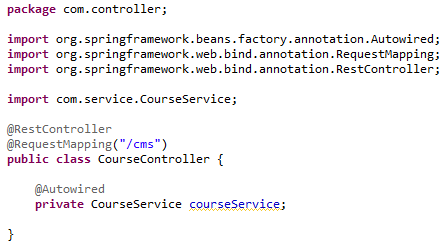 package com.controller;
import org.springframework.beans.factory.annotation.Autowired;
import org.springframework.web.bind.annotation.RequestMapping;
import org.springframework.web.bind.annotation.RestController;
import com.service.CourseService;
@RestController
@RequestMapping("/cms")
public class CourseController {
@Autowired
private CourseService courseService;
}